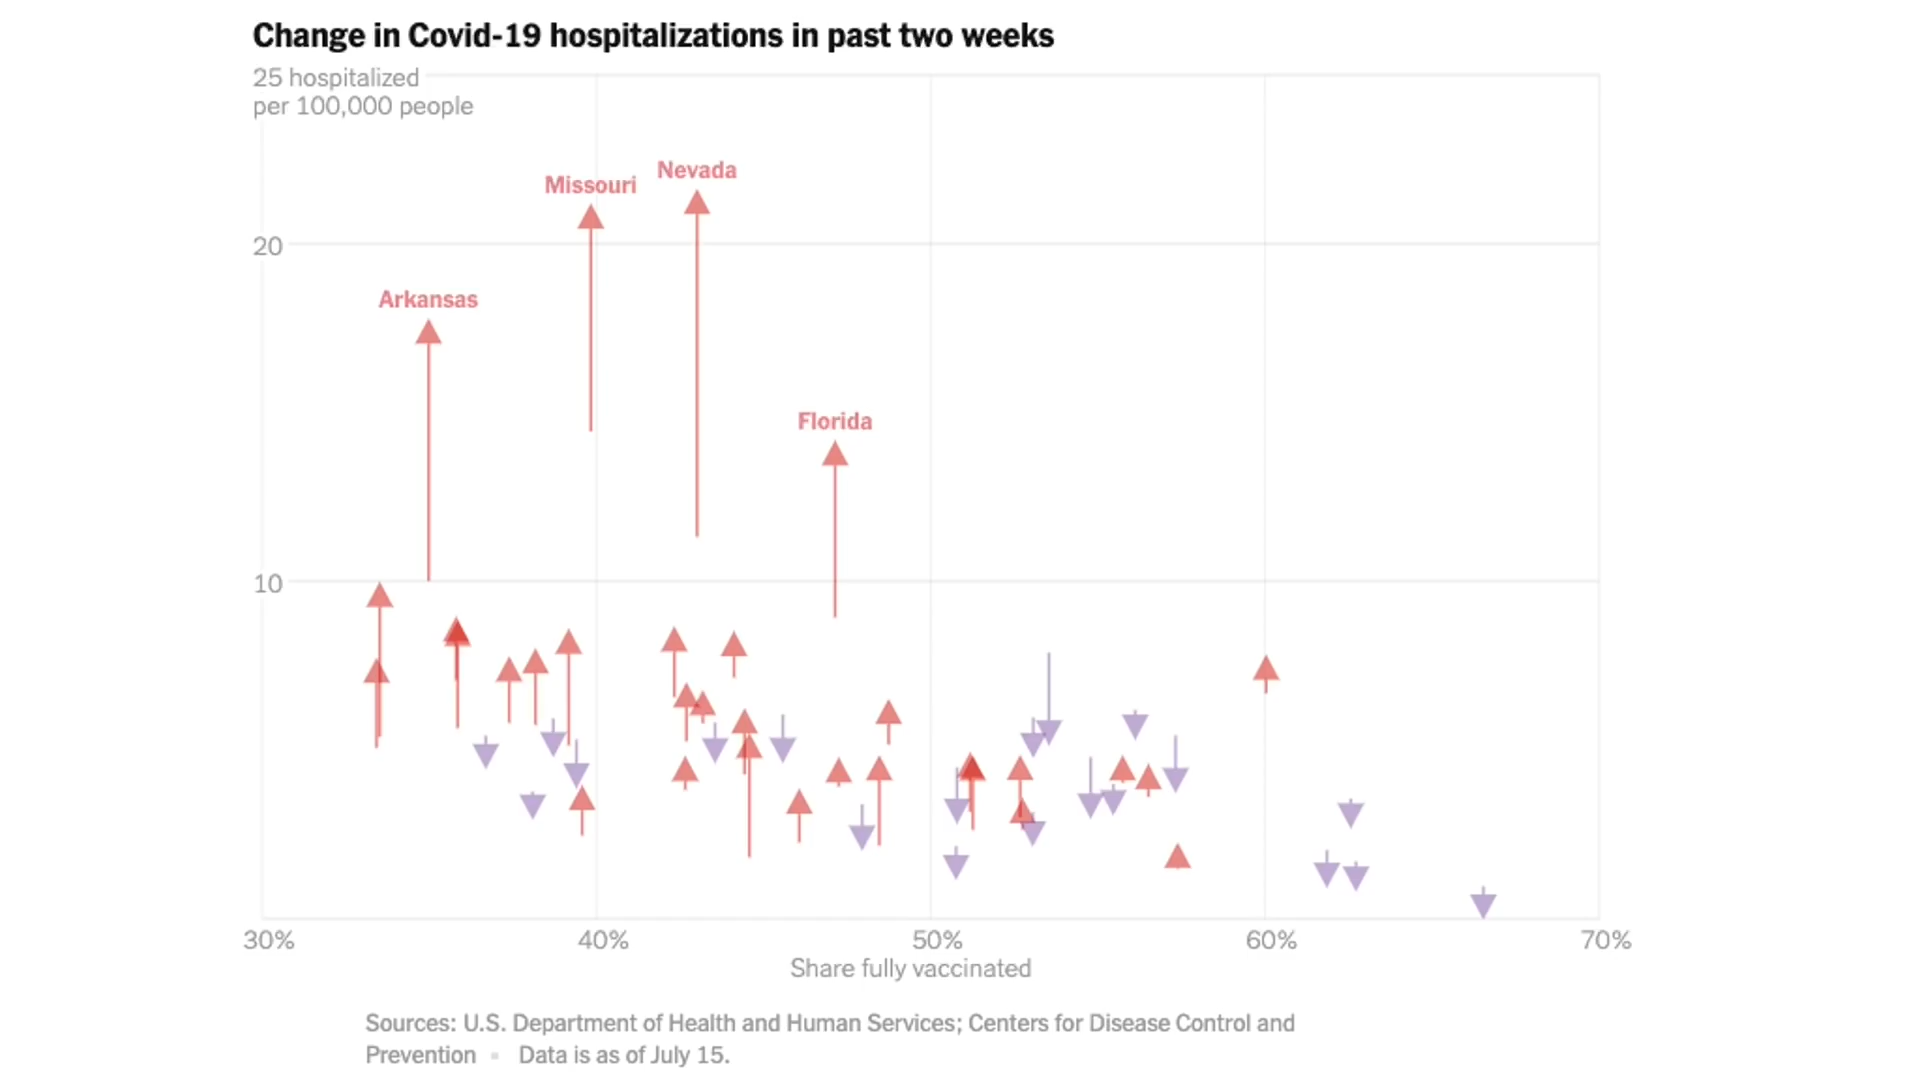 Change in Covid-19 hospitalizations in past two weeks
25 hospitalized
per 100,000 people
Nevada
Missouri
20
Arkansas
Florida
10
30% 40% 50% 60% 70%
Share fully vaccinated
Sources: U.S. Department of Health and Human Services; Centers for Disease Control and
Prevention ▪ Data is as of July 15.